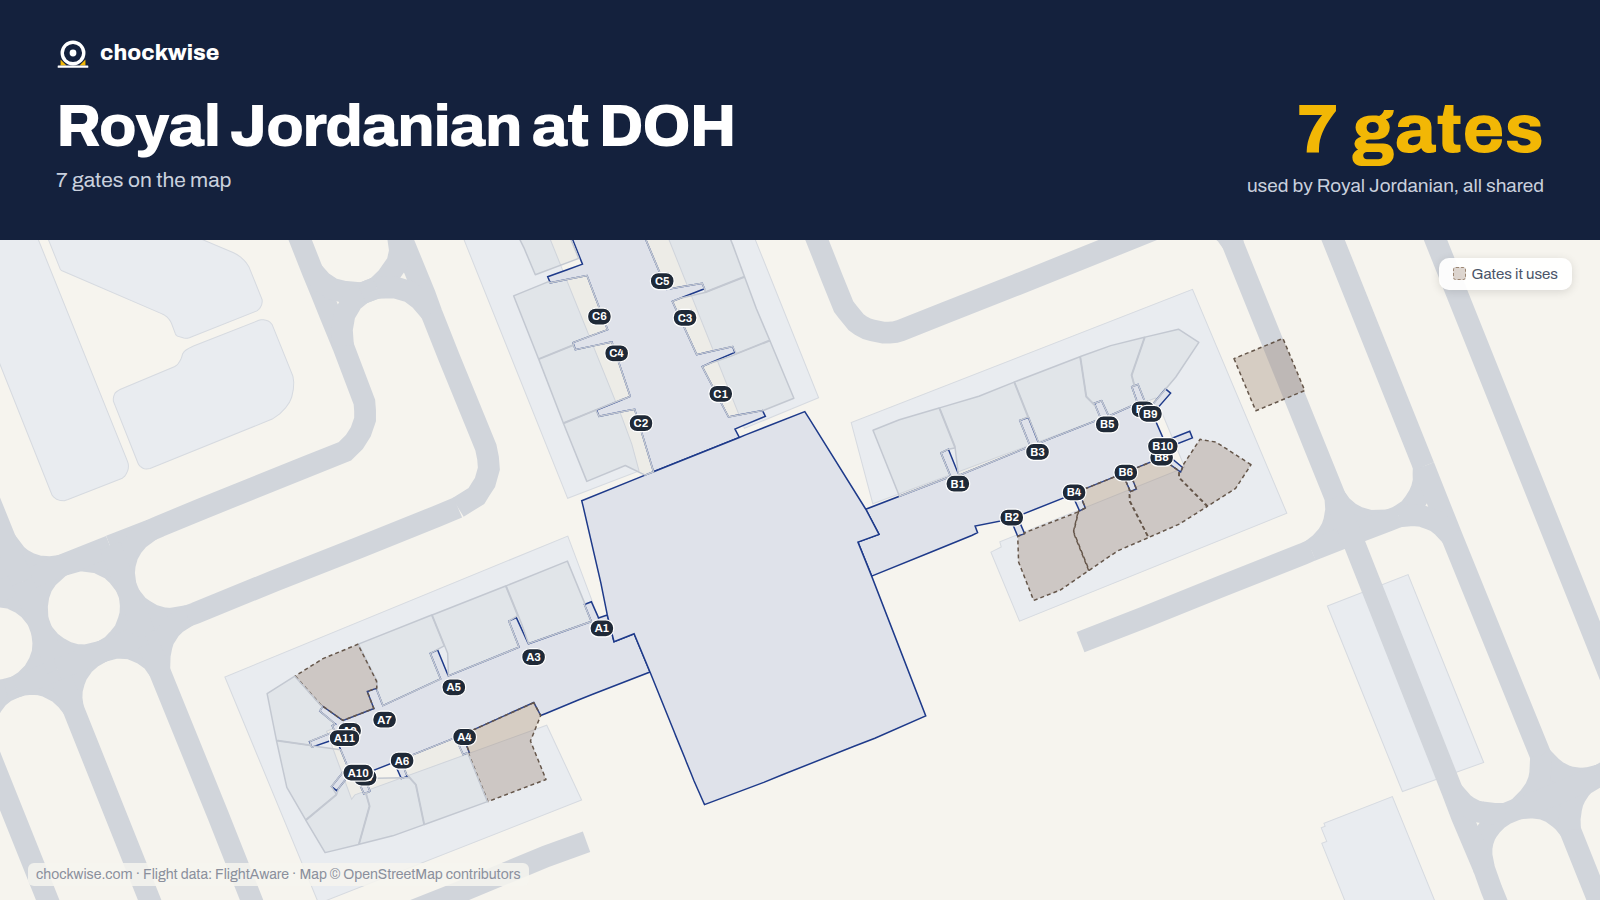 chockwise
Royal Jordanian at DOH
7 gates on the map
7 gates
used by Royal Jordanian, all shared
Gates it uses
C5
C6
C3
C4
C1
C2
B9
B5
B10
B3
B8
B6
B1
B4
B2
A1
A3
A5
A7
A11
A4
A6
A10
chockwise.com · Flight data: FlightAware · Map © OpenStreetMap contributors